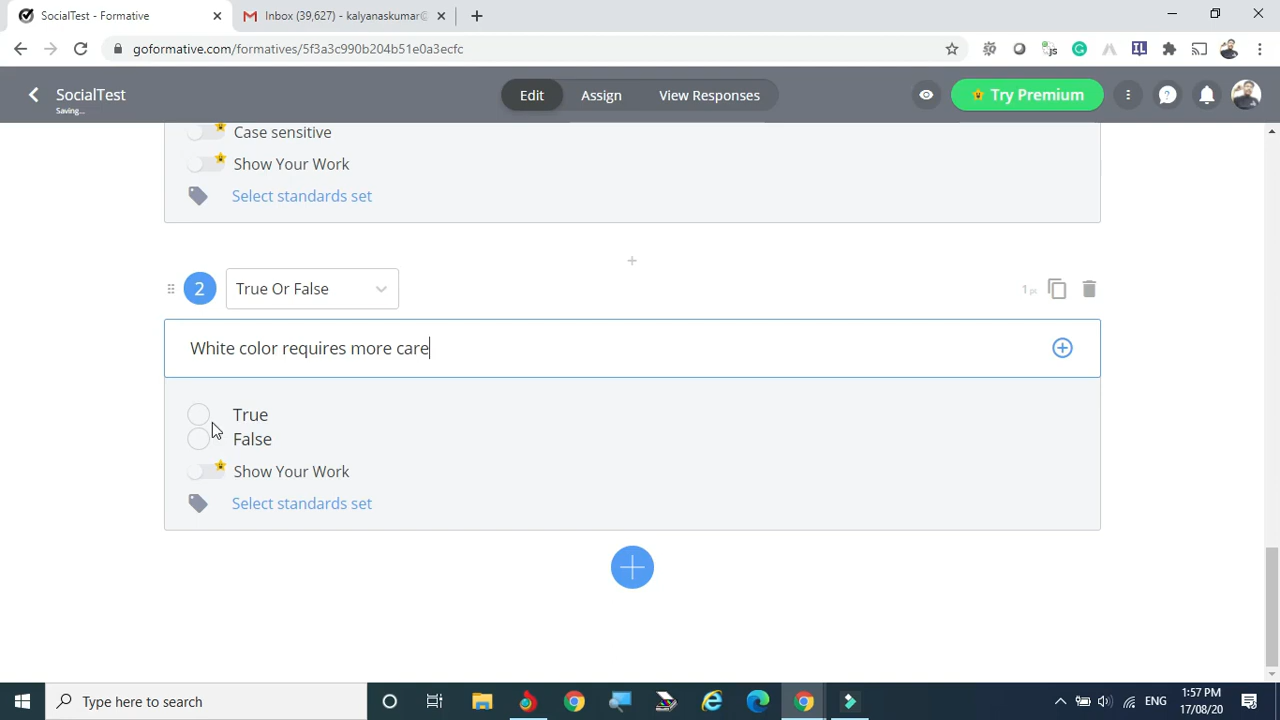 SocialTest - Formative
Inbox (39,627) - kalyanaskumar@
goformative.com/formatives/5f3a3c990b204b51e0a3ecfc
SocialTest
Saving...
Edit
Assign
View Responses
Try Premium
Case sensitive
Show Your Work
Select standards set
2
True Or False
1 pt
White color requires more care
True
False
Show Your Work
Select standards set
Type here to search
ENG
1:57 PM
17/08/20